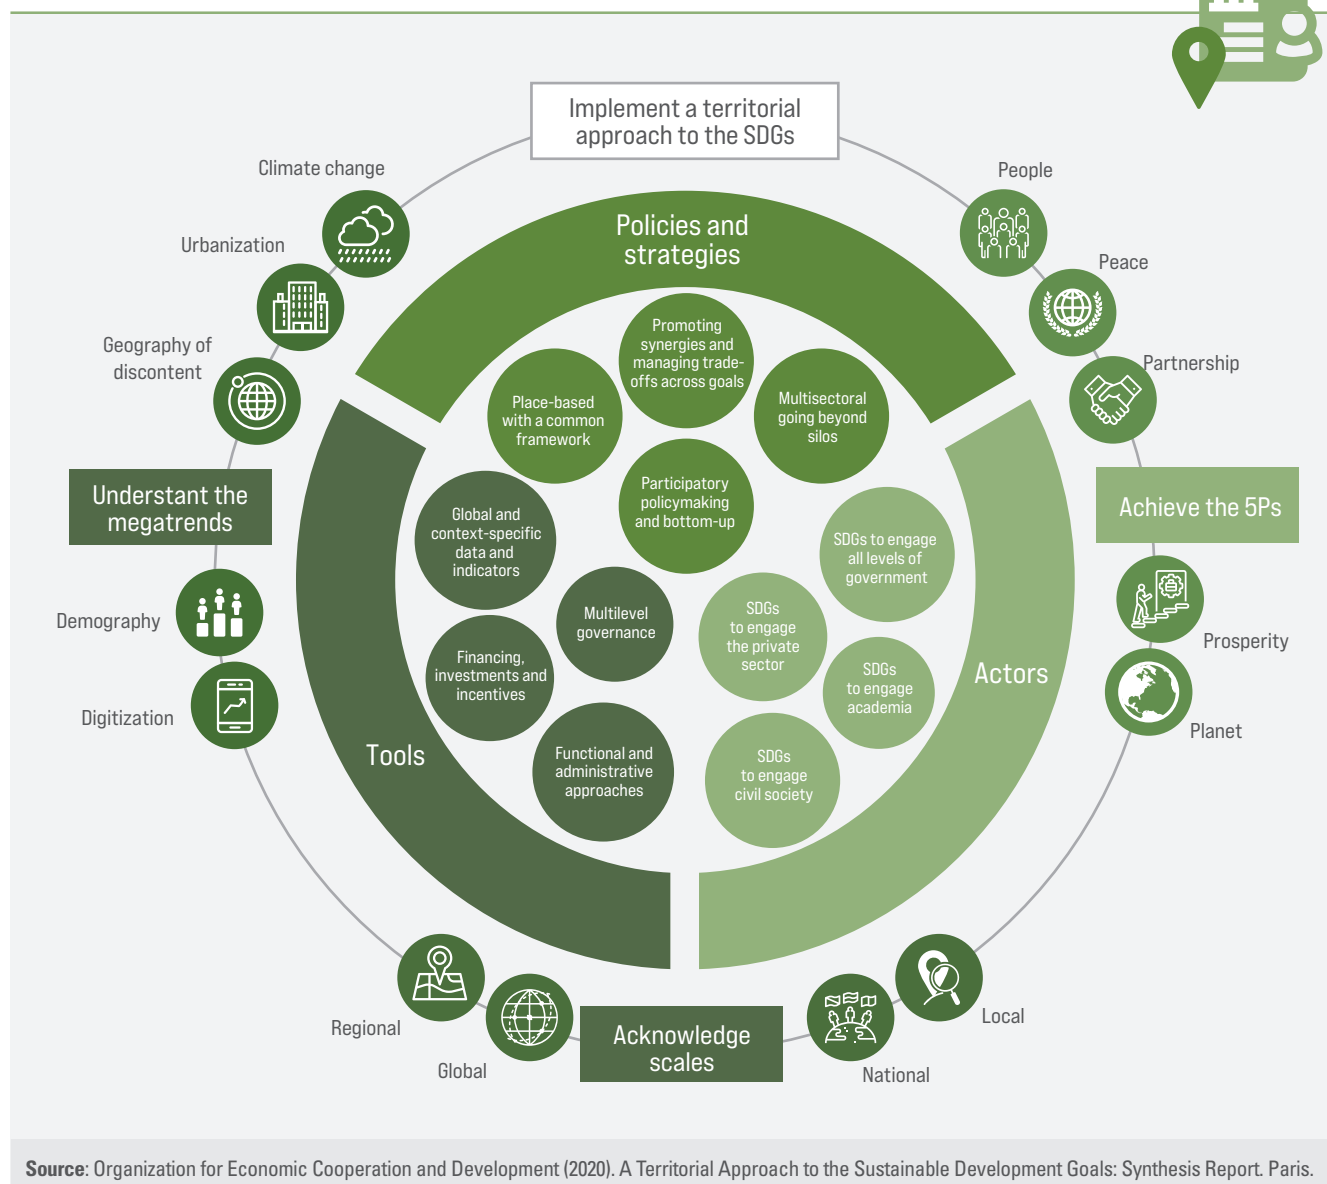 Implement a territorial
approach to the SDGs
Climate change
Urbanization
Geography of
discontent
Understant the
megatrends
Demography
Digitization
People
Peace
Partnership
Achieve the 5Ps
Prosperity
Planet
Policies and
strategies
Promoting
synergies and
managing trade-
offs across goals
Place-based
with a common
framework
Multisectoral
going beyond
silos
Participatory
policymaking
and bottom-up
Tools
Global and
context-specific
data and
indicators
Multilevel
governance
Financing,
investments and
incentives
Functional and
administrative
approaches
Actors
SDGs to engage
all levels of
government
SDGs
to engage
the private
sector
SDGs
to engage
academia
SDGs
to engage
civil society
Regional
Global
Acknowledge
scales
National
Local
Source: Organization for Economic Cooperation and Development (2020). A Territorial Approach to the Sustainable Development Goals: Synthesis Report. Paris.